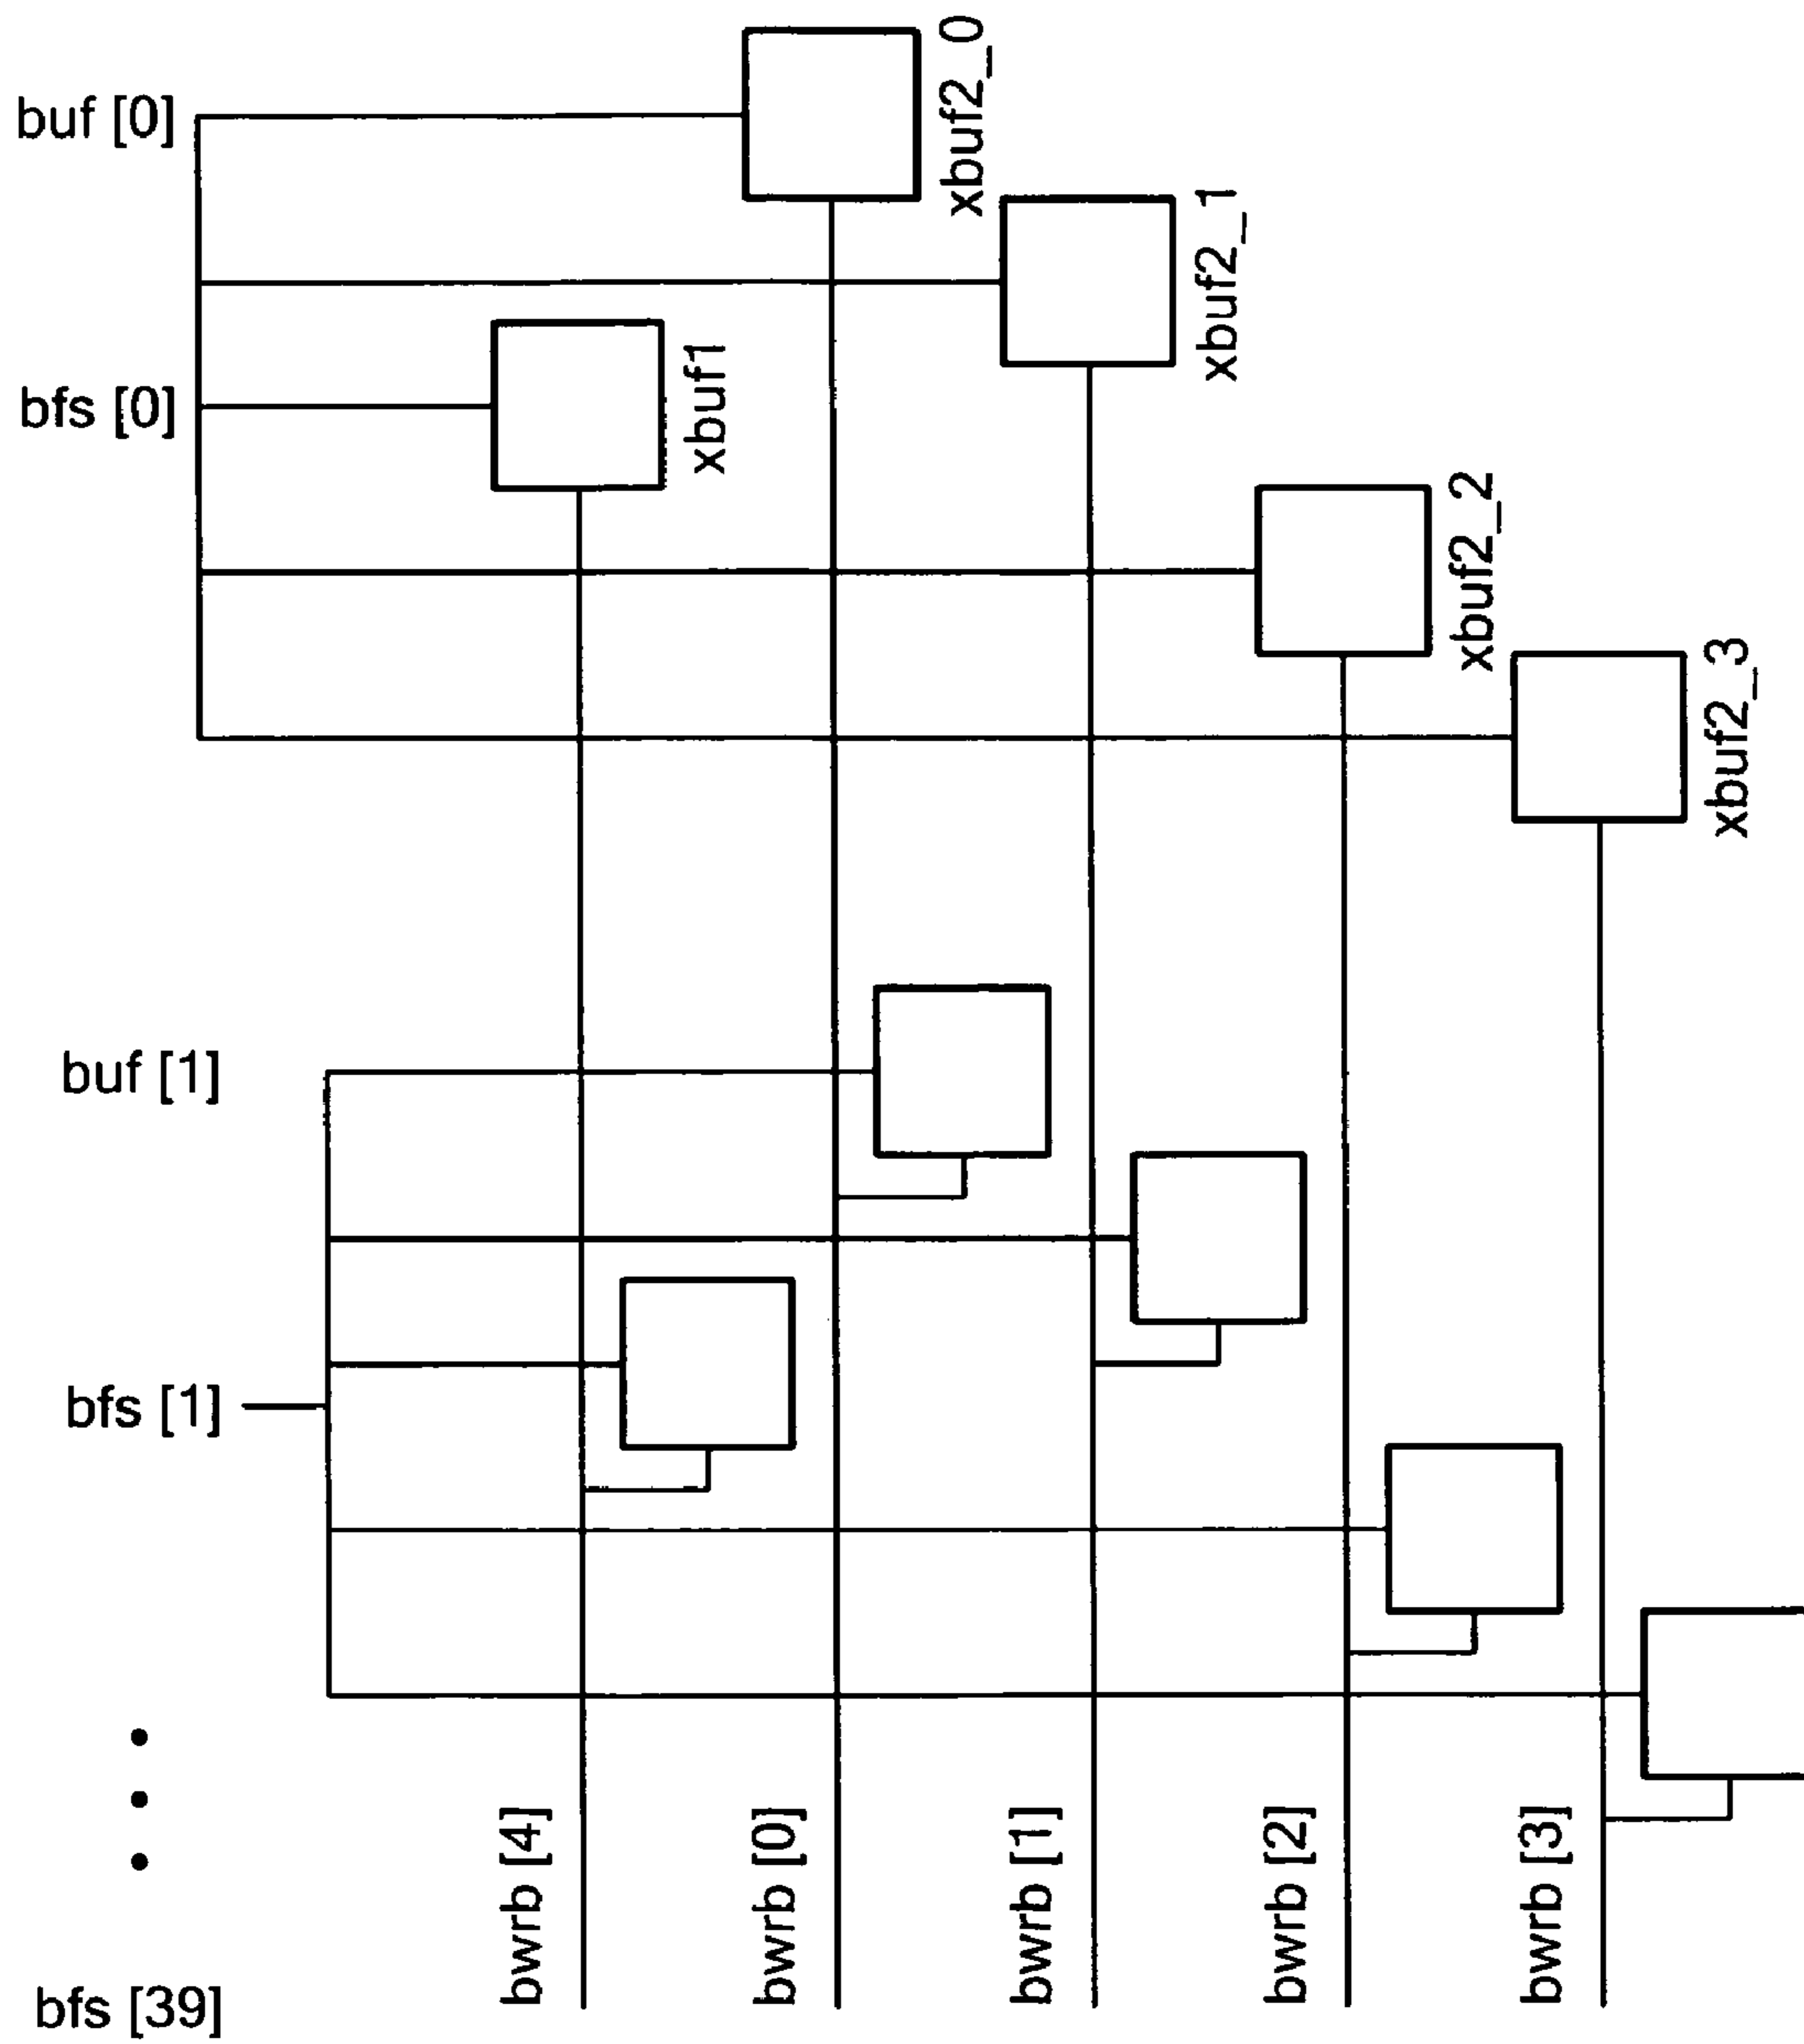 buf [0]
xbuf2_0
xbuf2_1
bfs [0]
xbuf1
xbuf2_2
xbuf2_3
buf [1]
bfs [1]
bwrb [4]
bwrb [0]
bwrb [1]
bwrb [2]
bwrb [3]
bfs [39]